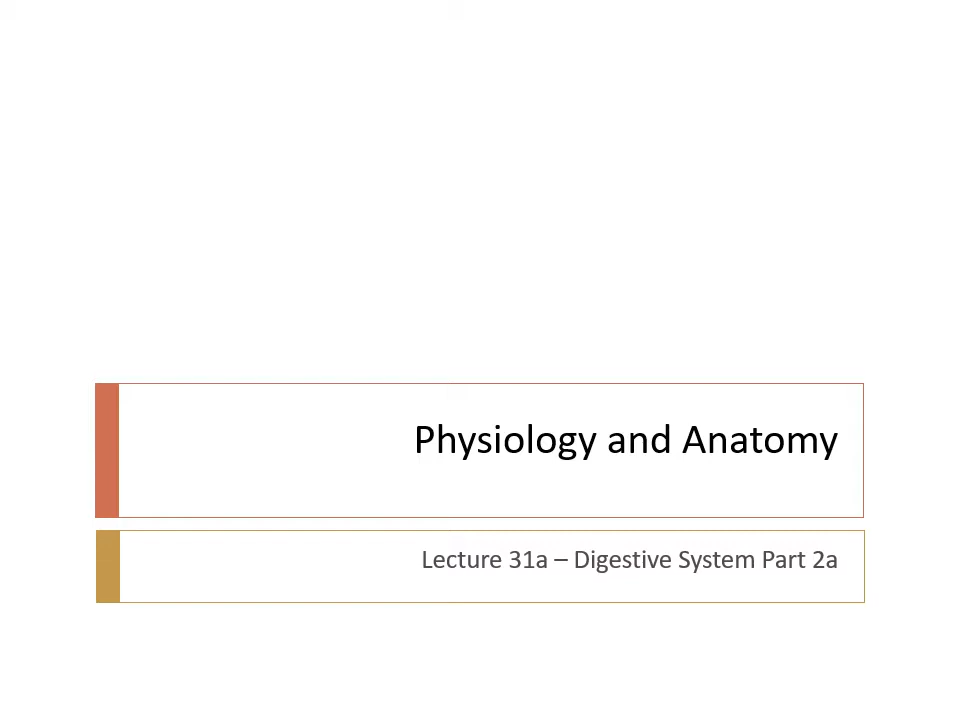 Physiology and Anatomy
Lecture 31a – Digestive System Part 2a